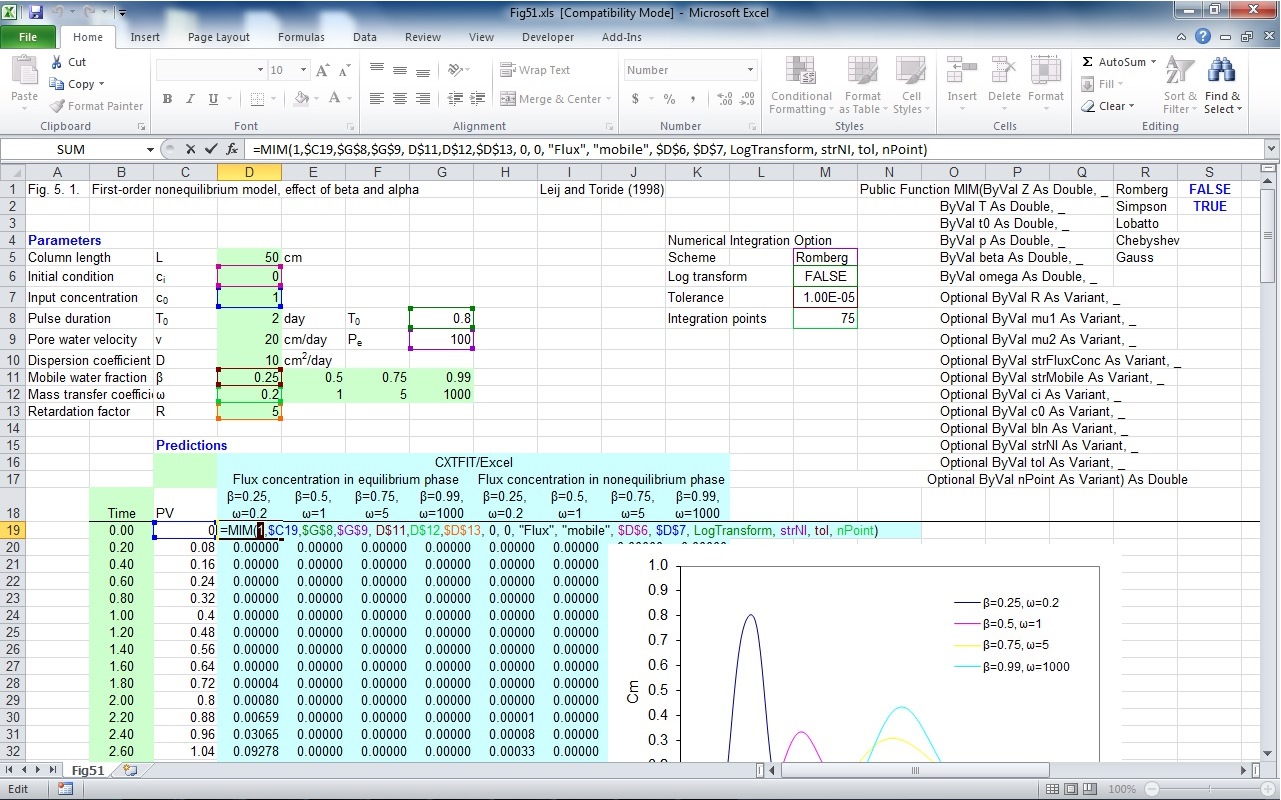 Fig51.xls [Compatibility Mode] - Microsoft Excel
File Home Insert Page Layout Formulas Data Review View Developer Add-Ins
Cut 10 A A Wrap Text Number Σ AutoSum
Paste Copy Conditional Format Cell Insert Delete Format Fill Sort & Find &
Format Painter B I U A Merge & Center $ % , Formatting as Table Styles Clear Filter Select
Clipboard Font Alignment Number Styles Cells Editing
SUM fx =MIM(1,$C19,$G$8,$G$9, D$11,D$12,$D$13, 0, 0, "Flux", "mobile", $D$6, $D$7, LogTransform, strNI, tol, nPoint)
A B C D E F G H I J K L M N O P Q R S T
1 Fig. 5. 1. First-order nonequilibrium model, effect of beta and alpha Leij and Toride (1998) Public Function MIM(ByVal Z As Double, _ Romberg FALSE
2 ByVal T As Double, _ Simpson TRUE
3 ByVal t0 As Double, _ Lobatto
4 Parameters Numerical Integration Option ByVal p As Double, _ Chebyshev
5 Column length L 50 cm Scheme Romberg ByVal beta As Double, _ Gauss
6 Initial condition ci 0 Log transform FALSE ByVal omega As Double, _
7 Input concentration c0 1 Tolerance 1.00E-05 Optional ByVal R As Variant, _
8 Pulse duration T0 2 day T0 0.8 Integration points 75 Optional ByVal mu1 As Variant, _
9 Pore water velocity v 20 cm/day Pe 100 Optional ByVal mu2 As Variant, _
10 Dispersion coefficient D 10 cm2/day Optional ByVal strFluxConc As Variant, _
11 Mobile water fraction β 0.25 0.5 0.75 0.99 Optional ByVal strMobile As Variant, _
12 Mass transfer coeffici ω 0.2 1 5 1000 Optional ByVal ci As Variant, _
13 Retardation factor R 5 Optional ByVal c0 As Variant, _
14 Optional ByVal bln As Variant, _
15 Predictions Optional ByVal strNI As Variant, _
16 CXTFIT/Excel Optional ByVal tol As Variant, _
17 Flux concentration in equilibrium phase Flux concentration in nonequilibrium phase Optional ByVal nPoint As Variant) As Double
β=0.25, β=0.5, β=0.75, β=0.99, β=0.25, β=0.5, β=0.75, β=0.99,
18 Time PV ω=0.2 ω=1 ω=5 ω=1000 ω=0.2 ω=1 ω=5 ω=1000
19 0.00 0 =MIM(1,$C19,$G$8,$G$9, D$11,D$12,$D$13, 0, 0, "Flux", "mobile", $D$6, $D$7, LogTransform, strNI, tol, nPoint)
20 0.20 0.08 0.00000 0.00000 0.00000 0.00000 0.00000 0.00000
21 0.40 0.16 0.00000 0.00000 0.00000 0.00000 0.00000 0.00000 1.0
22 0.60 0.24 0.00000 0.00000 0.00000 0.00000 0.00000 0.00000 0.9
23 0.80 0.32 0.00000 0.00000 0.00000 0.00000 0.00000 0.00000 β=0.25, ω=0.2
24 1.00 0.4 0.00000 0.00000 0.00000 0.00000 0.00000 0.00000 0.8 β=0.5, ω=1
25 1.20 0.48 0.00000 0.00000 0.00000 0.00000 0.00000 0.00000 0.7
26 1.40 0.56 0.00000 0.00000 0.00000 0.00000 0.00000 0.00000 β=0.75, ω=5
27 1.60 0.64 0.00000 0.00000 0.00000 0.00000 0.00000 0.00000 0.6 β=0.99, ω=1000
28 1.80 0.72 0.00004 0.00000 0.00000 0.00000 0.00000 0.00000 Cm 0.5
29 2.00 0.8 0.00080 0.00000 0.00000 0.00000 0.00000 0.00000
30 2.20 0.88 0.00659 0.00000 0.00000 0.00000 0.00001 0.00000 0.4
31 2.40 0.96 0.03065 0.00000 0.00000 0.00000 0.00008 0.00000 0.3
32 2.60 1.04 0.09278 0.00000 0.00000 0.00000 0.00033 0.00000
Fig51
Edit 100%